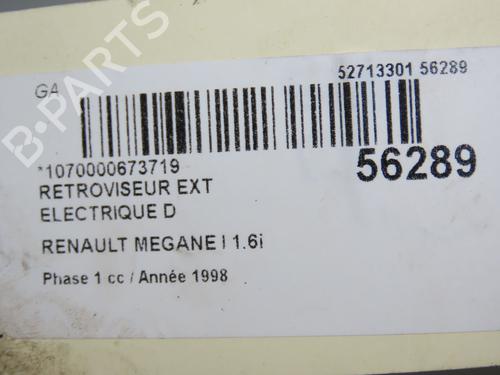 GA
52713301 56289
*1070000673719
56289
RETROVISEUR EXT
ELECTRIQUE D
RENAULT MEGANE I 1.6i
Phase 1 cc / Année 1998
B-PARTS